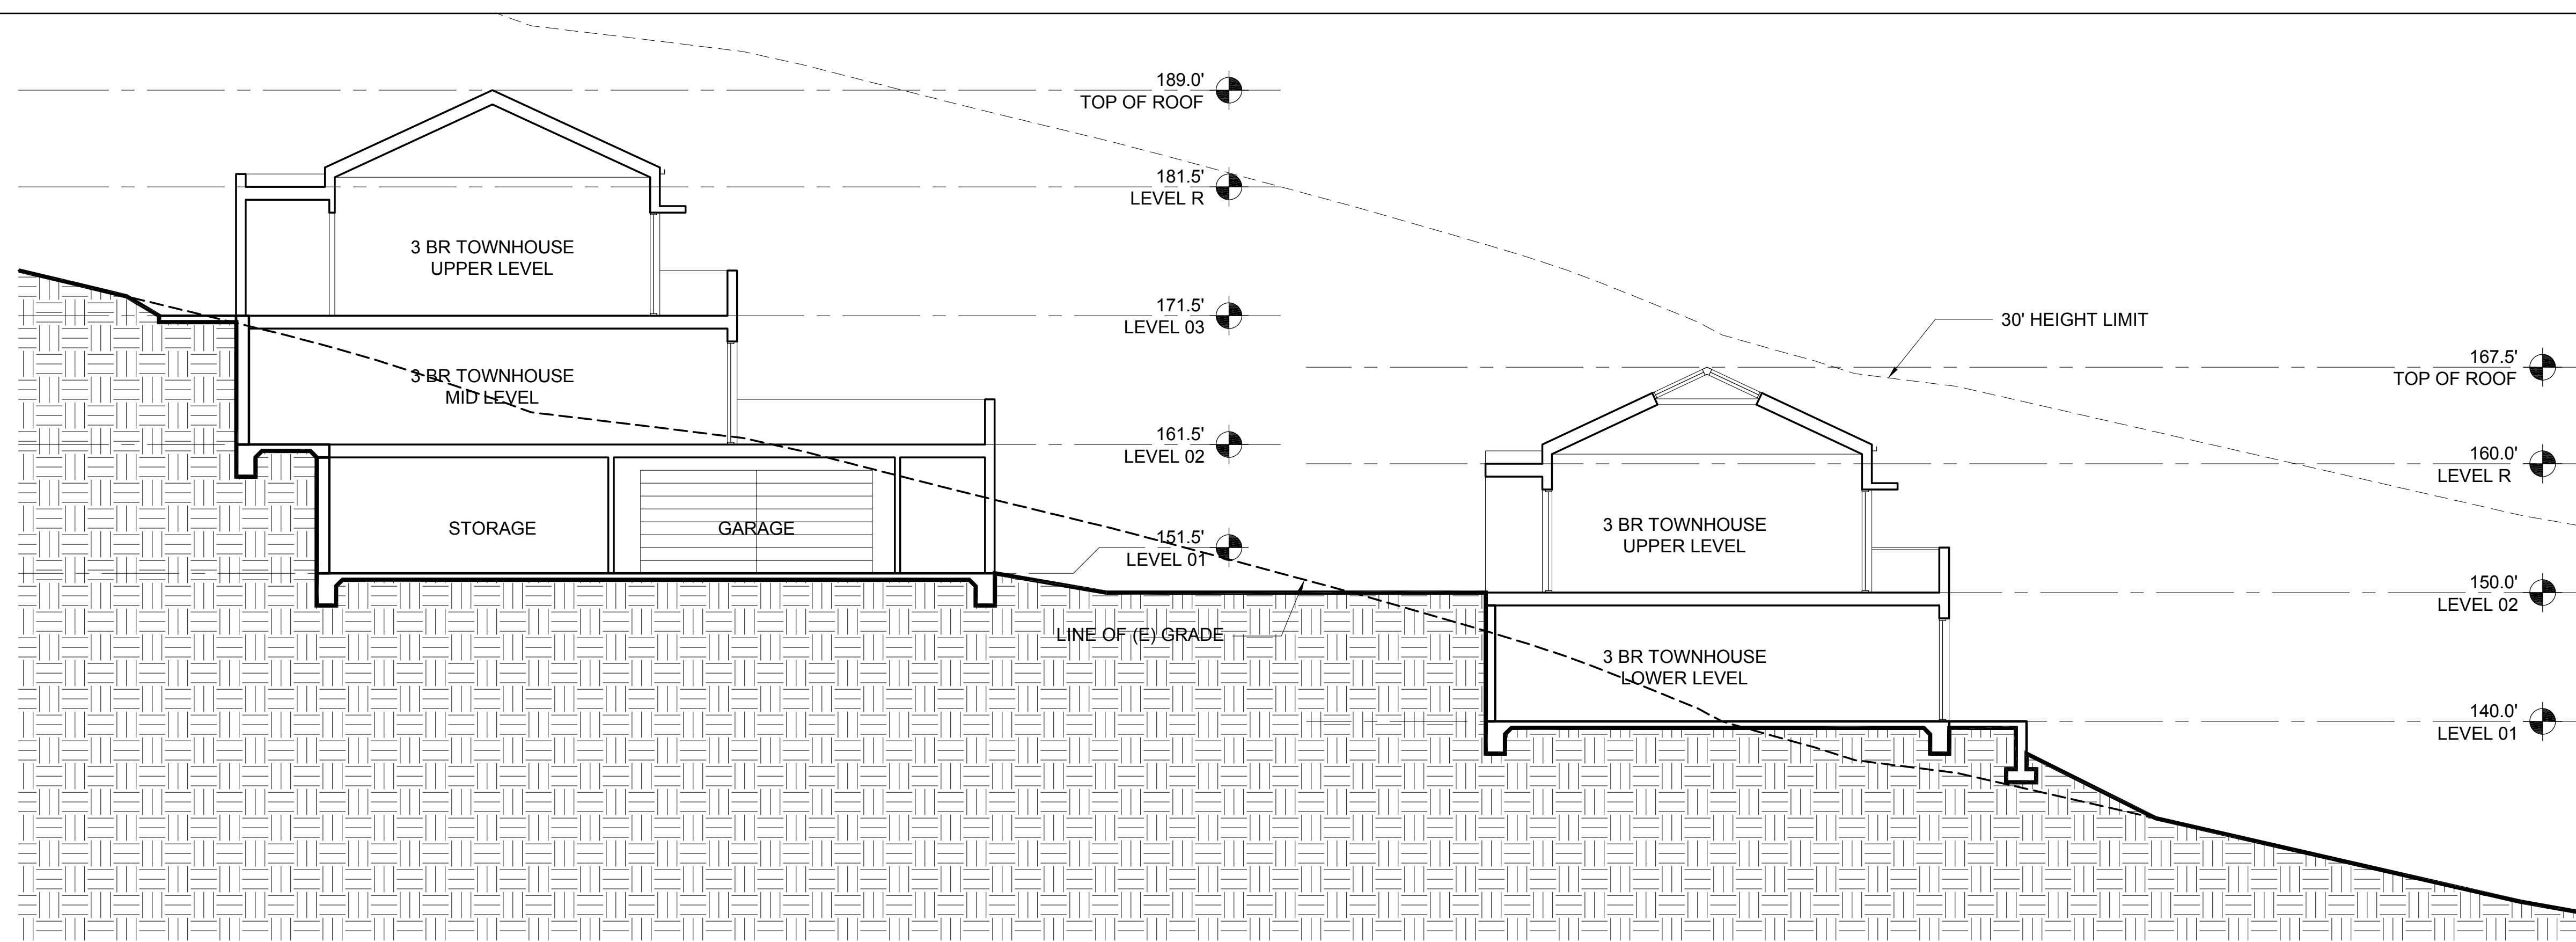 189.0'
TOP OF ROOF
181.5'
LEVEL R
3 BR TOWNHOUSE
UPPER LEVEL
171.5'
LEVEL 03
30' HEIGHT LIMIT
3 BR TOWNHOUSE
MID LEVEL
167.5'
TOP OF ROOF
161.5'
LEVEL 02
160.0'
LEVEL R
STORAGE
GARAGE
151.5'
LEVEL 01
3 BR TOWNHOUSE
UPPER LEVEL
150.0'
LEVEL 02
LINE OF (E) GRADE
3 BR TOWNHOUSE
LOWER LEVEL
140.0'
LEVEL 01